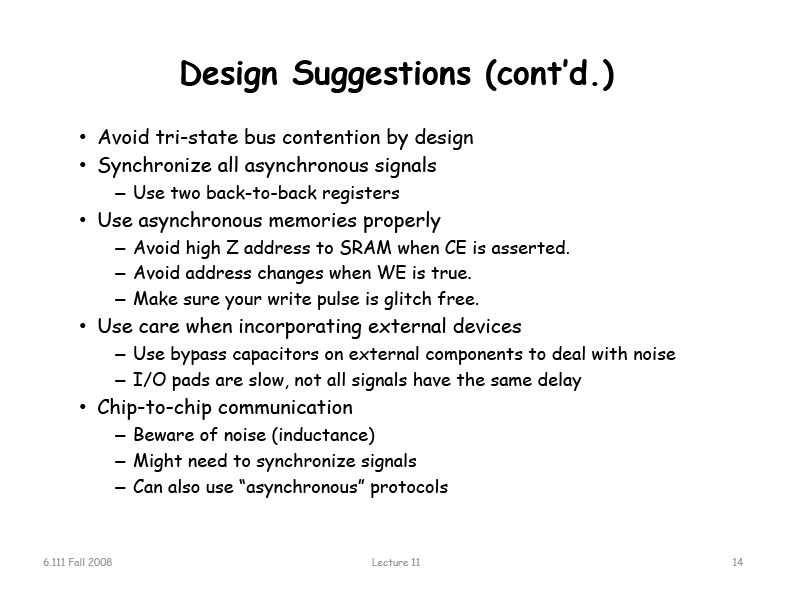 Design Suggestions (cont'd.)
• Avoid tri-state bus contention by design
• Synchronize all asynchronous signals
– Use two back-to-back registers
• Use asynchronous memories properly
– Avoid high Z address to SRAM when CE is asserted.
– Avoid address changes when WE is true.
– Make sure your write pulse is glitch free.
• Use care when incorporating external devices
– Use bypass capacitors on external components to deal with noise
– I/O pads are slow, not all signals have the same delay
• Chip-to-chip communication
– Beware of noise (inductance)
– Might need to synchronize signals
– Can also use “asynchronous” protocols
6.111 Fall 2008
Lecture 11
14